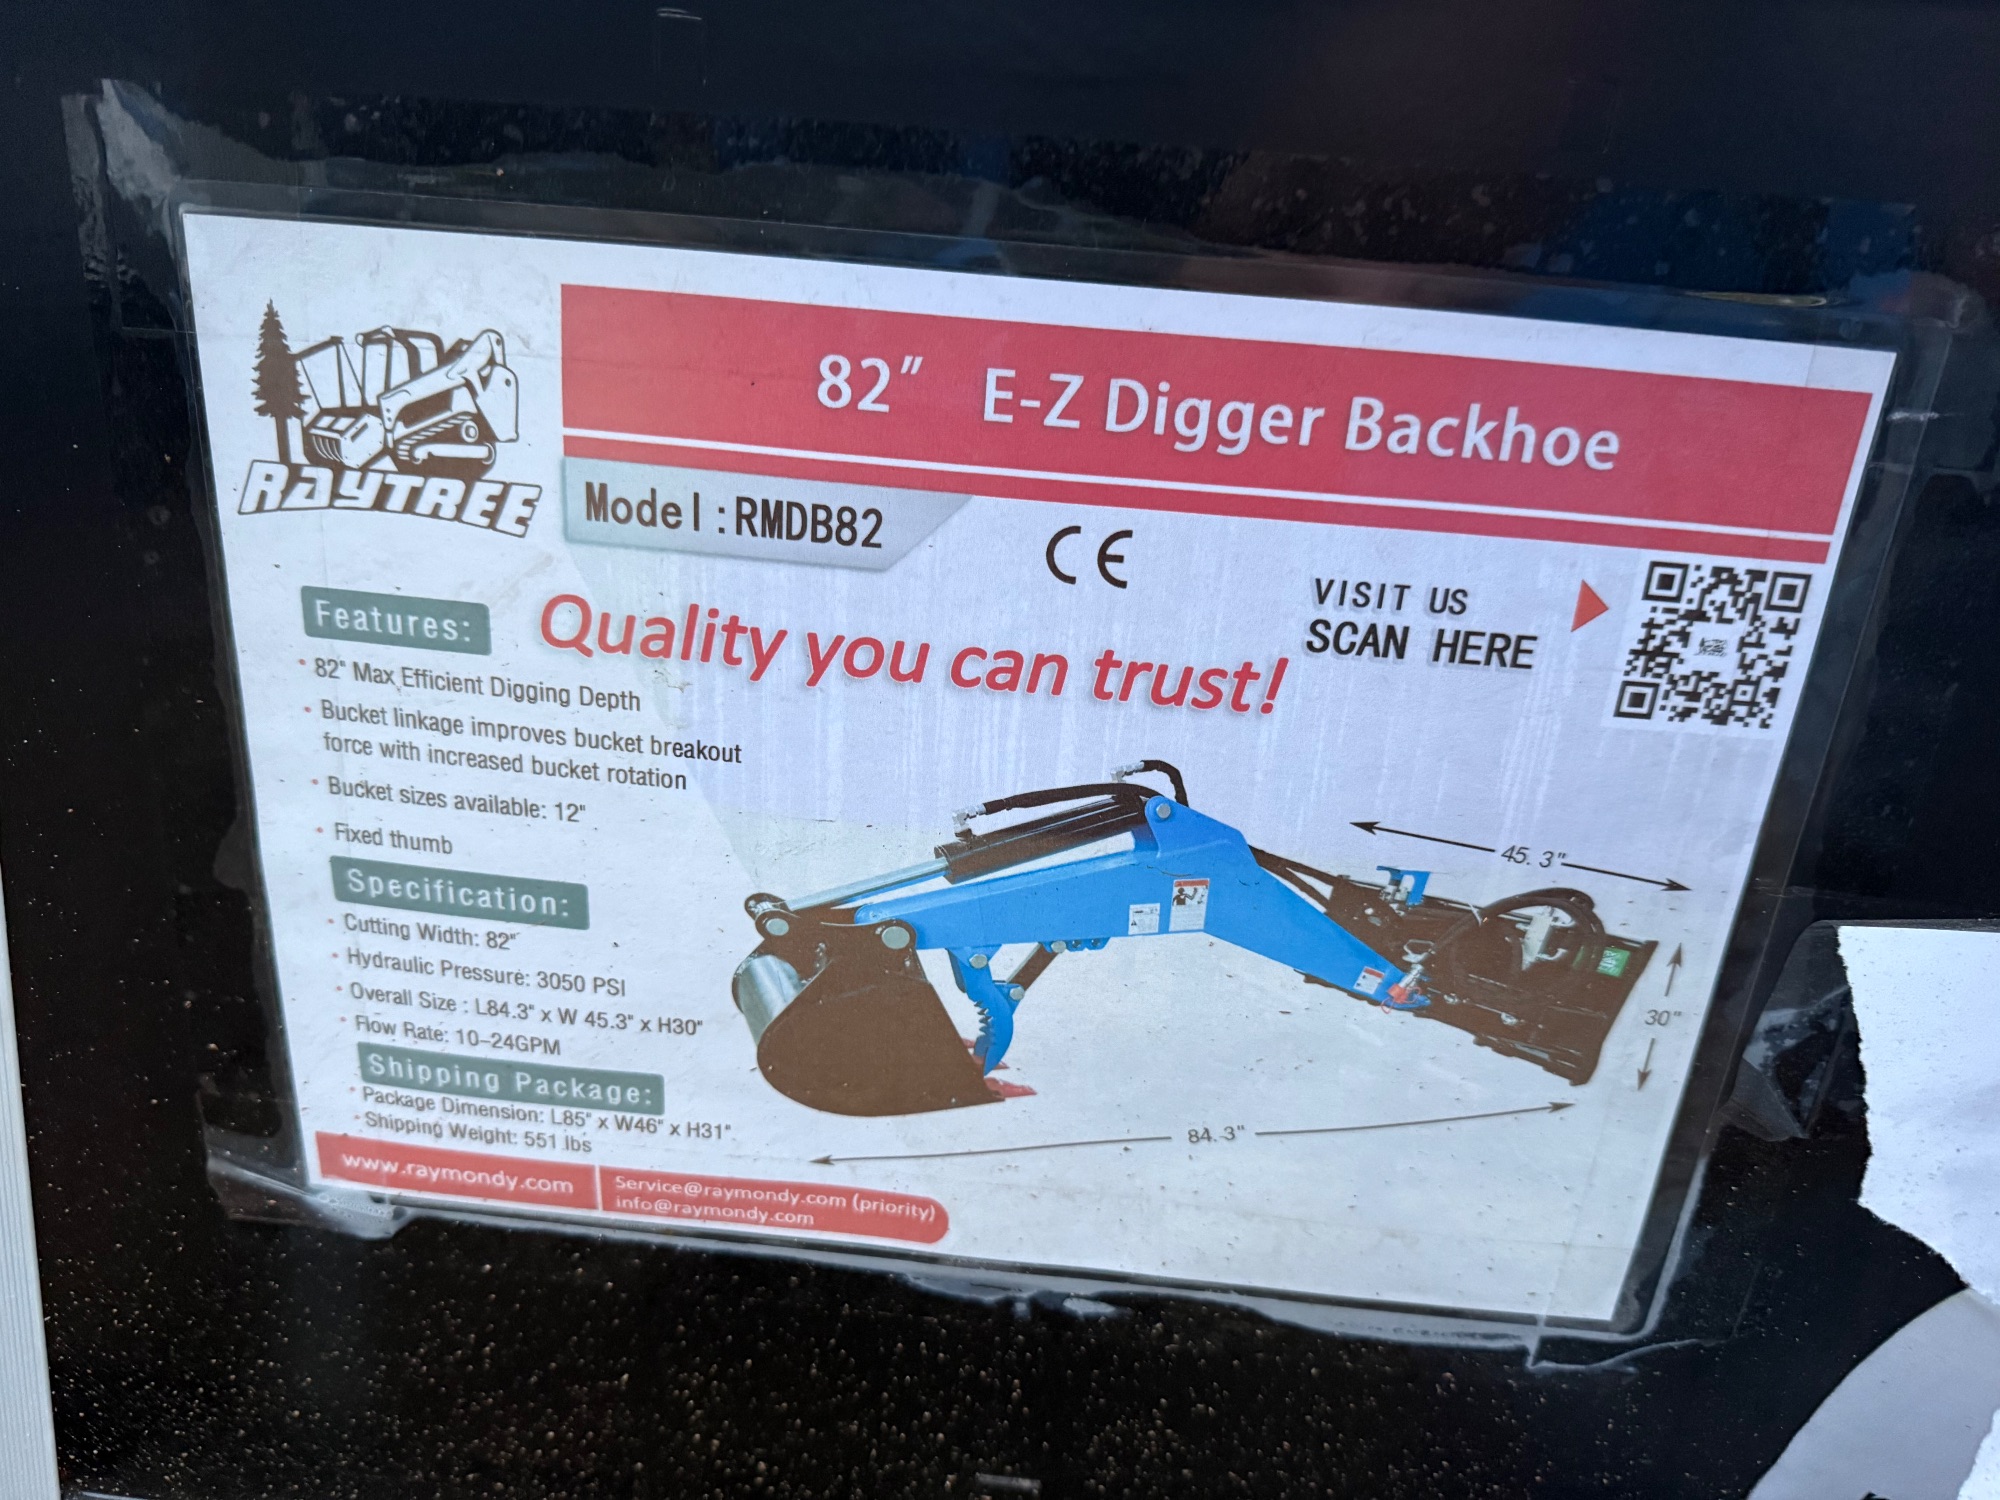 RAYTREE
82" E-Z Digger Backhoe
Model:RMDB82
CE
VISIT US
SCAN HERE
Quality you can trust!
Features:
• 82" Max Efficient Digging Depth
• Bucket linkage improves bucket breakout
force with increased bucket rotation
• Bucket sizes available: 12"
• Fixed thumb
Specification:
• Cutting Width: 82"
• Hydraulic Pressure: 3050 PSI
• Overall Size : L84.3" x W 45.3" x H30"
• Flow Rate: 10-24GPM
Shipping Package:
• Package Dimension: L85" x W46" x H31"
• Shipping Weight: 551 lbs
45.3"
30"
84.3"
www.raymondy.com
Service@raymondy.com (priority)
info@raymondy.com